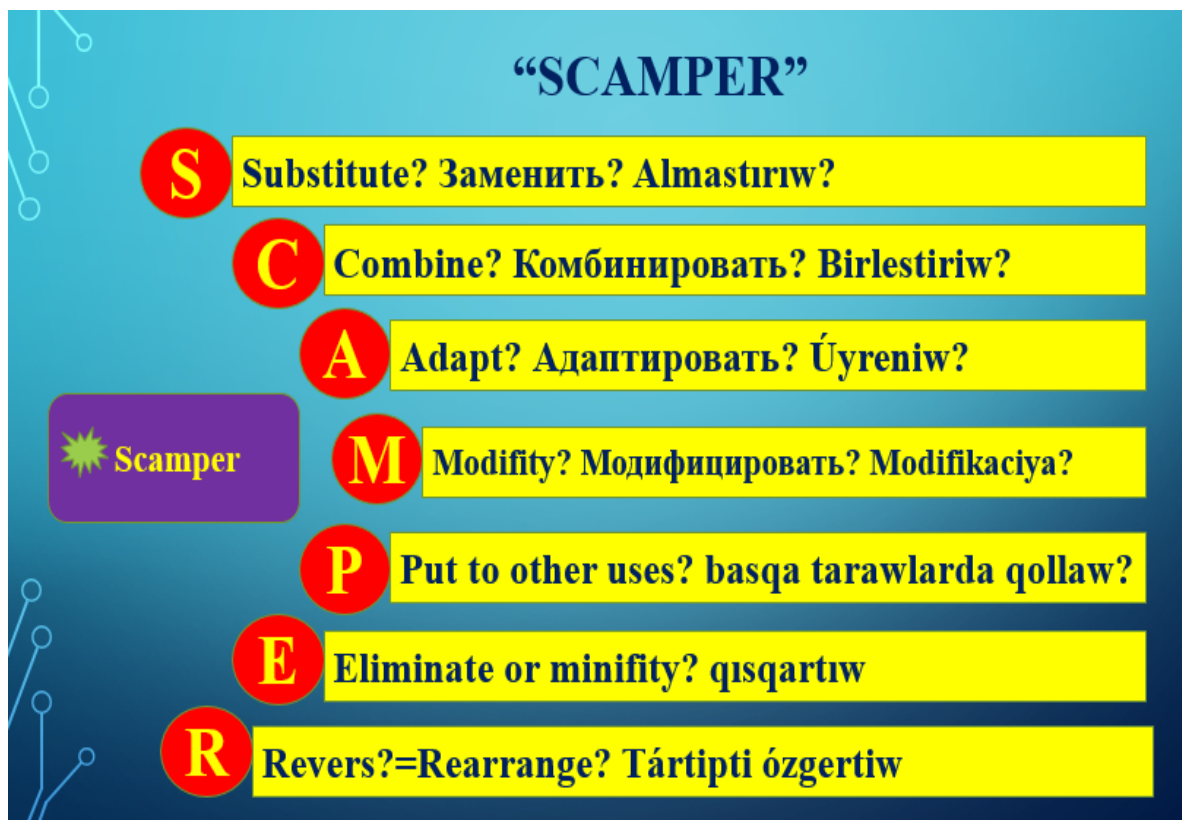 “SCAMPER”
S
Substitute? Заменить? Almastırıw?
C
Combine? Комбинировать? Birlestiriw?
A
Adapt? Адаптировать? Úyreniw?
Scamper
M
Modifity? Модифицировать? Modifikaciya?
P
Put to other uses? basqa tarawlarda qollaw?
E
Eliminate or minifity? qısqartıw
R
Revers?=Rearrange? Tártipti ózgertiw